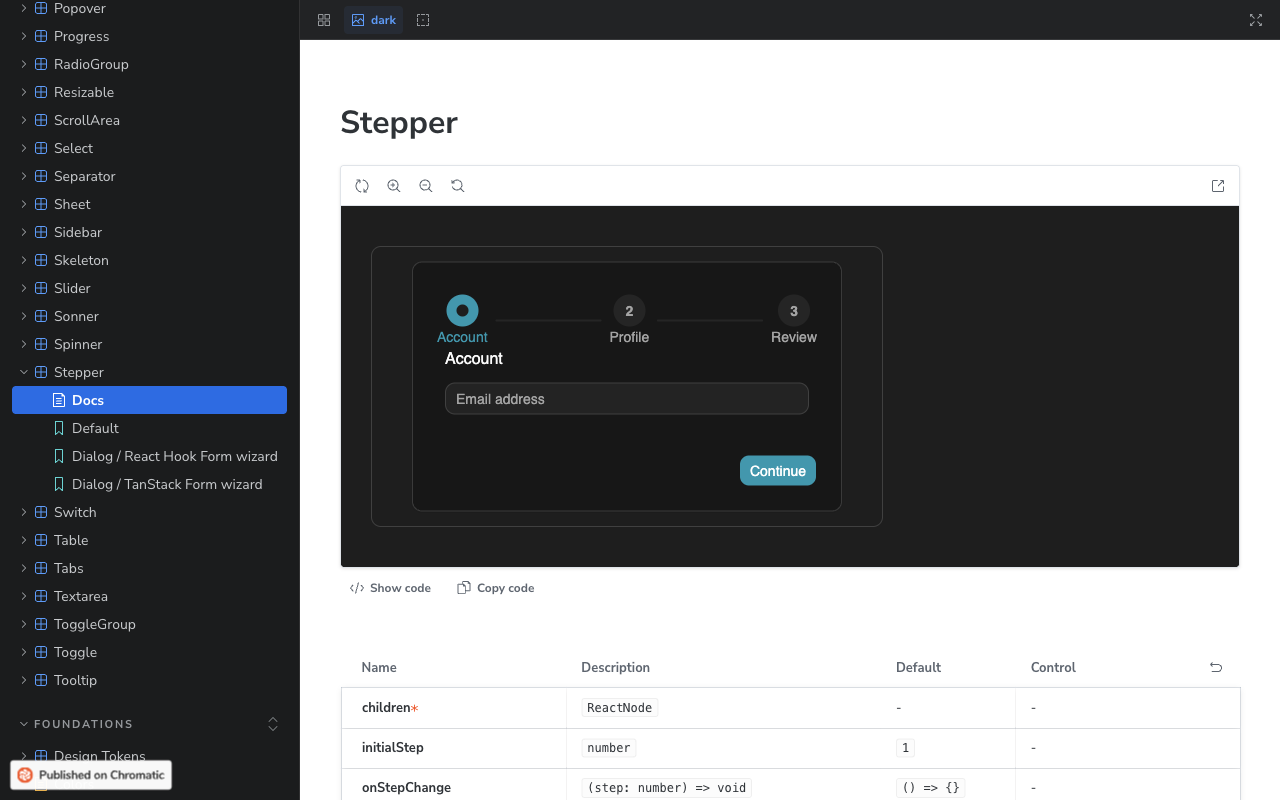 Popover
Progress
RadioGroup
Resizable
ScrollArea
Select
Separator
Sheet
Sidebar
Skeleton
Slider
Sonner
Spinner
Stepper
Docs
Default
Dialog / React Hook Form wizard
Dialog / TanStack Form wizard
Switch
Table
Tabs
Textarea
ToggleGroup
Toggle
Tooltip
FOUNDATIONS
Design Tokens
Published on Chromatic
dark
Stepper
2
3
Account
Profile
Review
Account
Email address
Continue
</> Show code
Copy code
Name Description Default Control
children* ReactNode - -
initialStep number 1 -
onStepChange (step: number) => void () => {} -